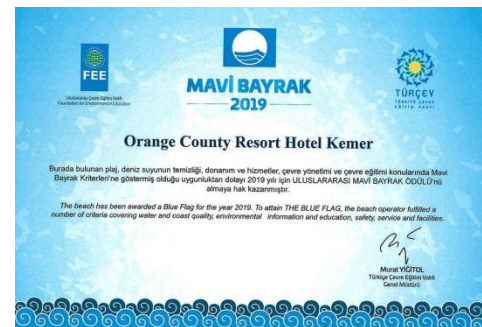 FEE
Uluslararası Çevre Eğitim Vakfı
Foundation for Environmental Education
MAVİ BAYRAK
2019
TÜRÇEV
TÜRKİYE ÇEVRE
EĞİTİM VAKFI
Orange County Resort Hotel Kemer
Burada bulunan plaj, deniz suyunun temizliği, donanım ve hizmetler, çevre yönetimi ve çevre eğitimi konularında Mavi
Bayrak Kriterleri'ne göstermiş olduğu uygunluktan dolayı 2019 yılı için ULUSLARARASI MAVİ BAYRAK ÖDÜLÜ'nü
almaya hak kazanmıştır.
The beach has been awarded a Blue Flag for the year 2019. To attain THE BLUE FLAG, the beach operator fulfilled a
number of criteria covering water and coast quality, environmental information and education, safety, service and facilities.
Murat YİĞİTOL
Türkiye Çevre Eğitim Vakfı
Genel Müdürü